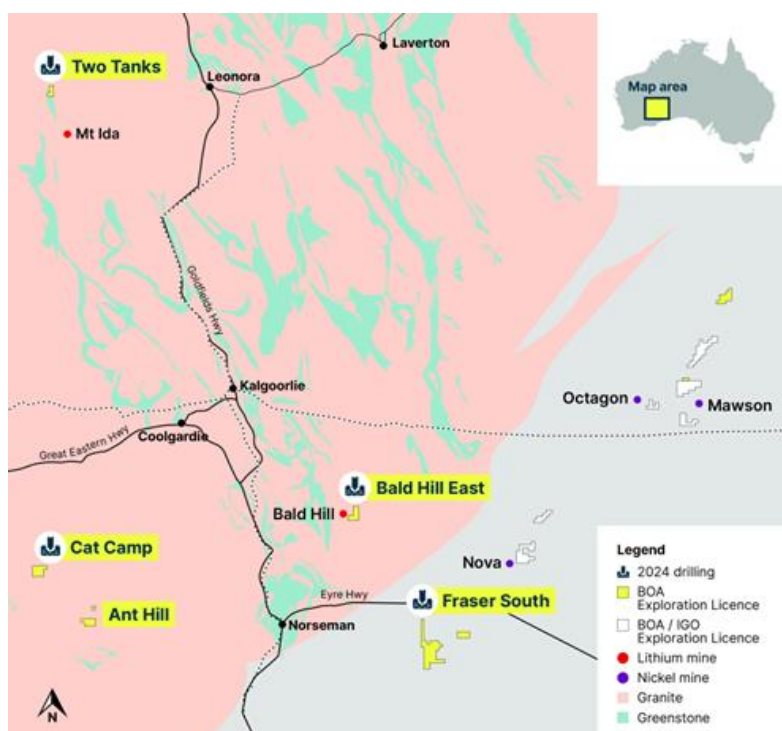 Two Tanks
Laverton
Leonora
Mt Ida
Map area
Goldfields Hwy
Kalgoorlie
Octagon
Mawson
Coolgardie
Great Eastern Hwy
Bald Hill East
Bald Hill
Cat Camp
Nova
Ant Hill
Eyre Hwy
Fraser South
Norseman
N
Legend
2024 drilling
BOA
Exploration Licence
BOA / IGO
Exploration Licence
Lithium mine
Nickel mine
Granite
Greenstone